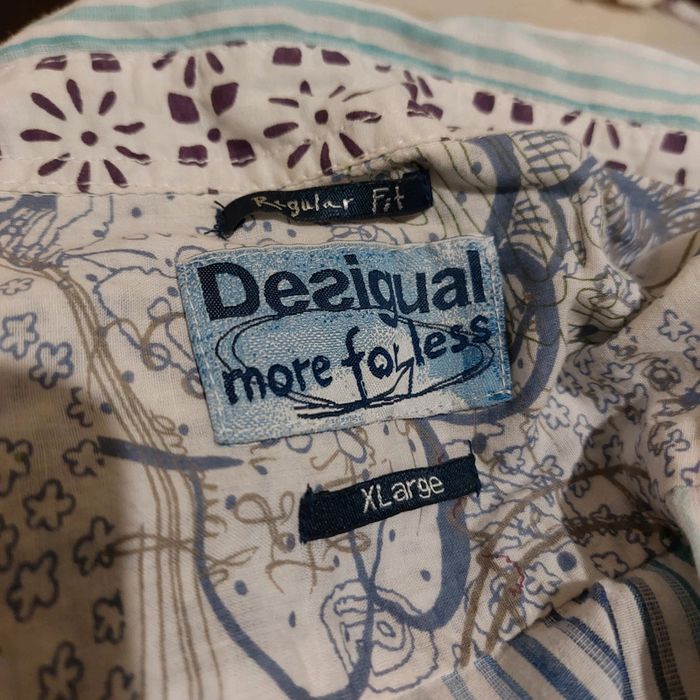 Regular Fit
Desigual
more for less
XLarge